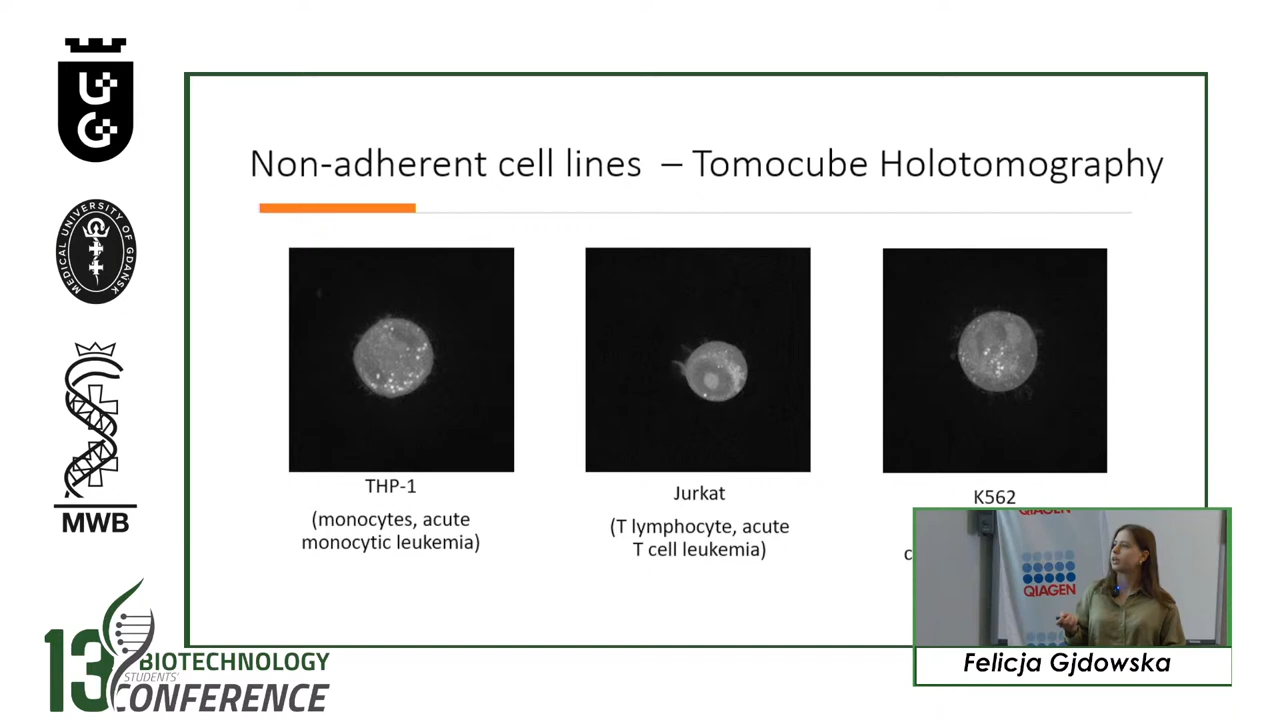 UG
MEDICAL UNIVERSITY OF GDAŃSK
MWB
13 BIOTECHNOLOGY
STUDENTS'
CONFERENCE
Non-adherent cell lines – Tomocube Holotomography
THP-1
(monocytes, acute
monocytic leukemia)
Jurkat
(T lymphocyte, acute
T cell leukemia)
K562
QIAGEN
QIAGEN
Felicja Gjdowska